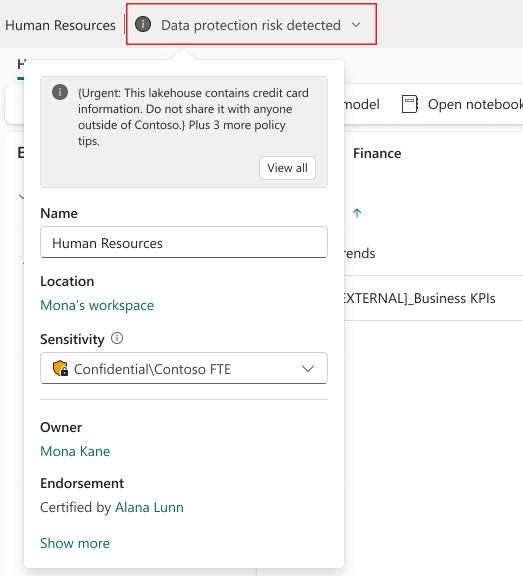 Human Resources
Data protection risk detected
{Urgent: This lakehouse contains credit card
information. Do not share it with anyone
outside of Contoso.} Plus 3 more policy
tips.
View all
model
Open notebook
Name
Human Resources
Finance
Location
Mona's workspace
rends
Sensitivity
EXTERNAL]_Business KPIs
Confidential\Contoso FTE
Owner
Mona Kane
Endorsement
Certified by Alana Lunn
Show more